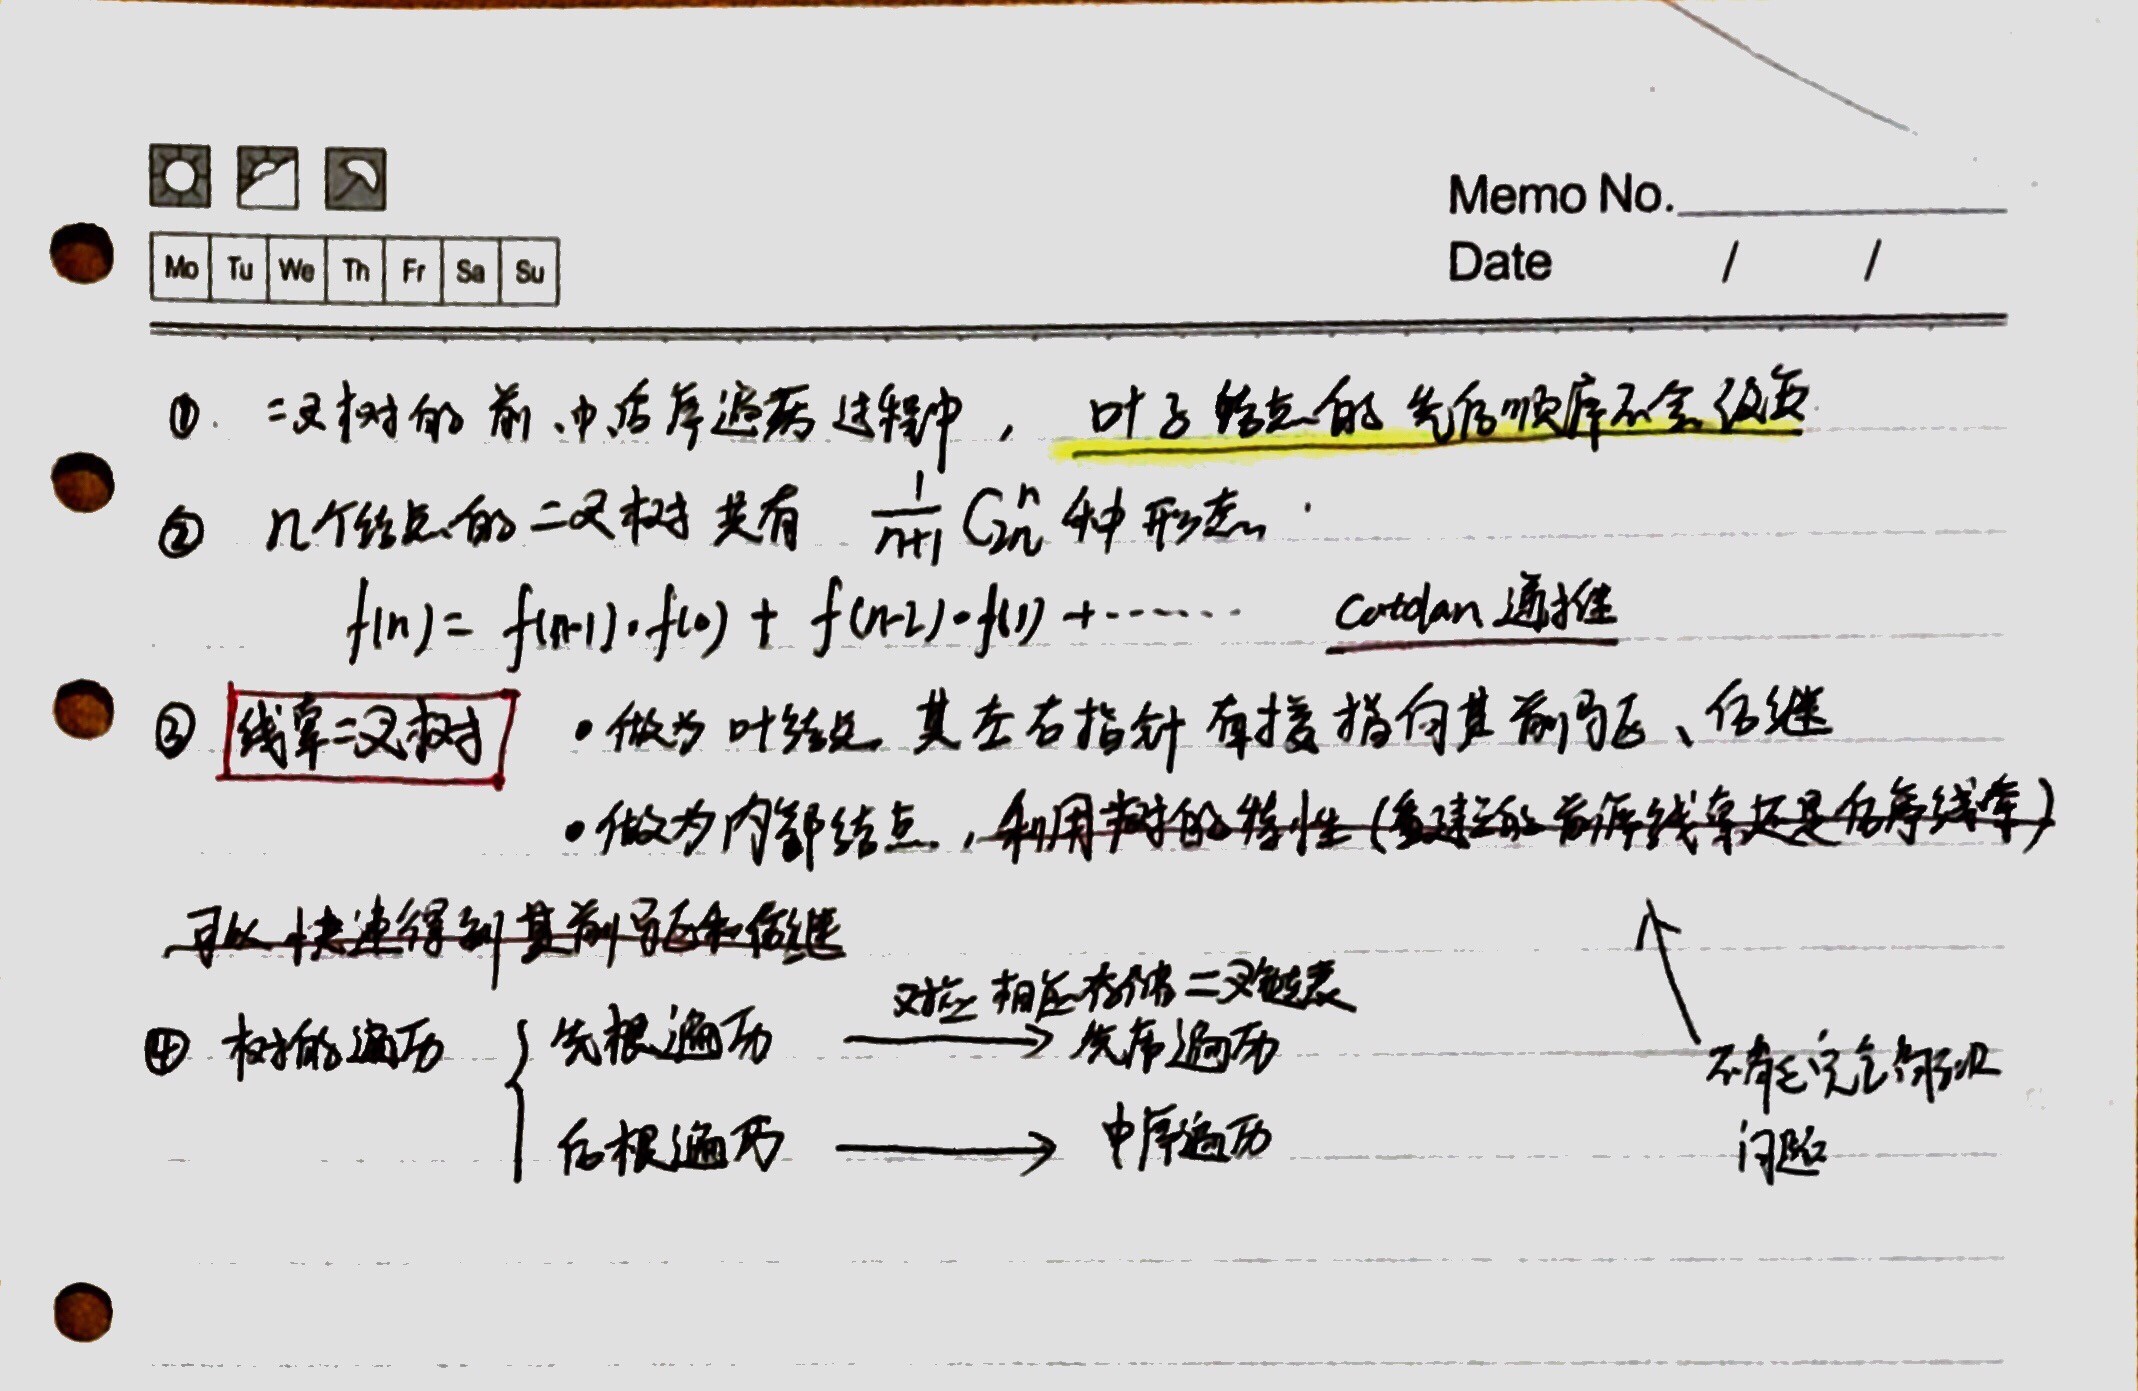 Memo No.
Mo Tu We Th Fr Sa Su
Date / /
① 二叉树的前、中、后序遍历过程中, 叶子结点的先后顺序不会改变
② n个结点的二叉树共有 1/(n+1) C_{2n}^{n} 种形态.
f(n) = f(n-1)·f(0) + f(n-2)·f(1) + ······ Catalan 递推
③ 线索二叉树 • 做为叶结点 其左右指针直接指向其前驱、后继
• 做为内部结点, 利用树的特性(看建立的前序线索还是后序线索)
可以快速得到其前驱和后继
对应相应存储二叉链表
④ 树的遍历 { 先根遍历 → 先序遍历
后根遍历 → 中序遍历
不能完全解决
问题